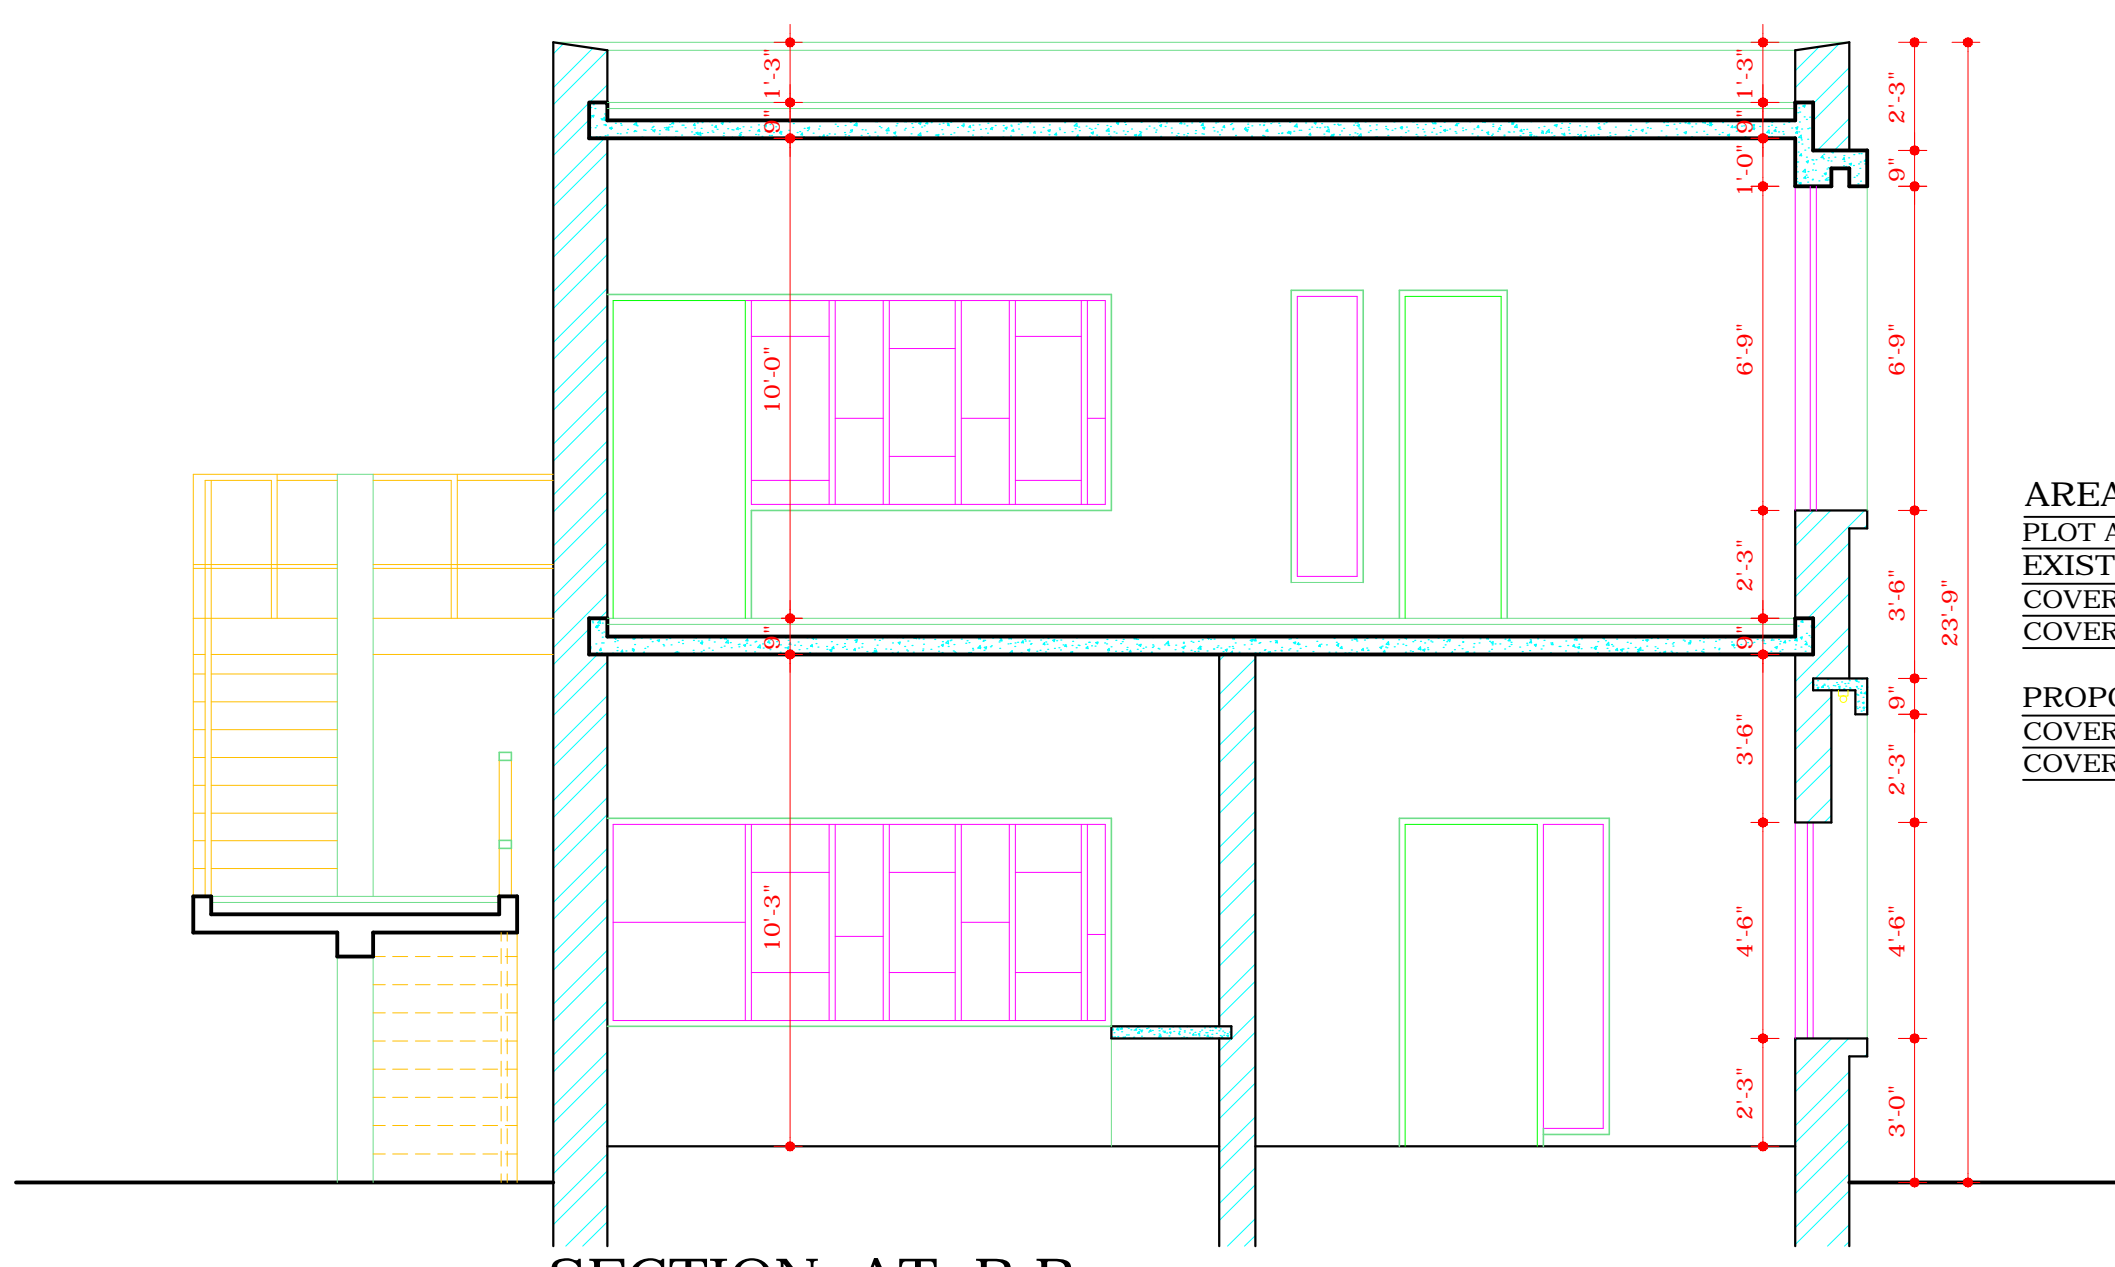 1'-3"
9"
10'-0"
9"
10'-3"
1'-3"
9"
1'-0"
6'-9"
2'-3"
9"
3'-6"
4'-6"
2'-3"
2'-3"
9"
6'-9"
3'-6"
9"
2'-3"
4'-6"
3'-0"
23'-9"
AREA
PLOT A
EXIST
COVER
COVER
PROPO
COVER
COVER
SECTION AT B-B